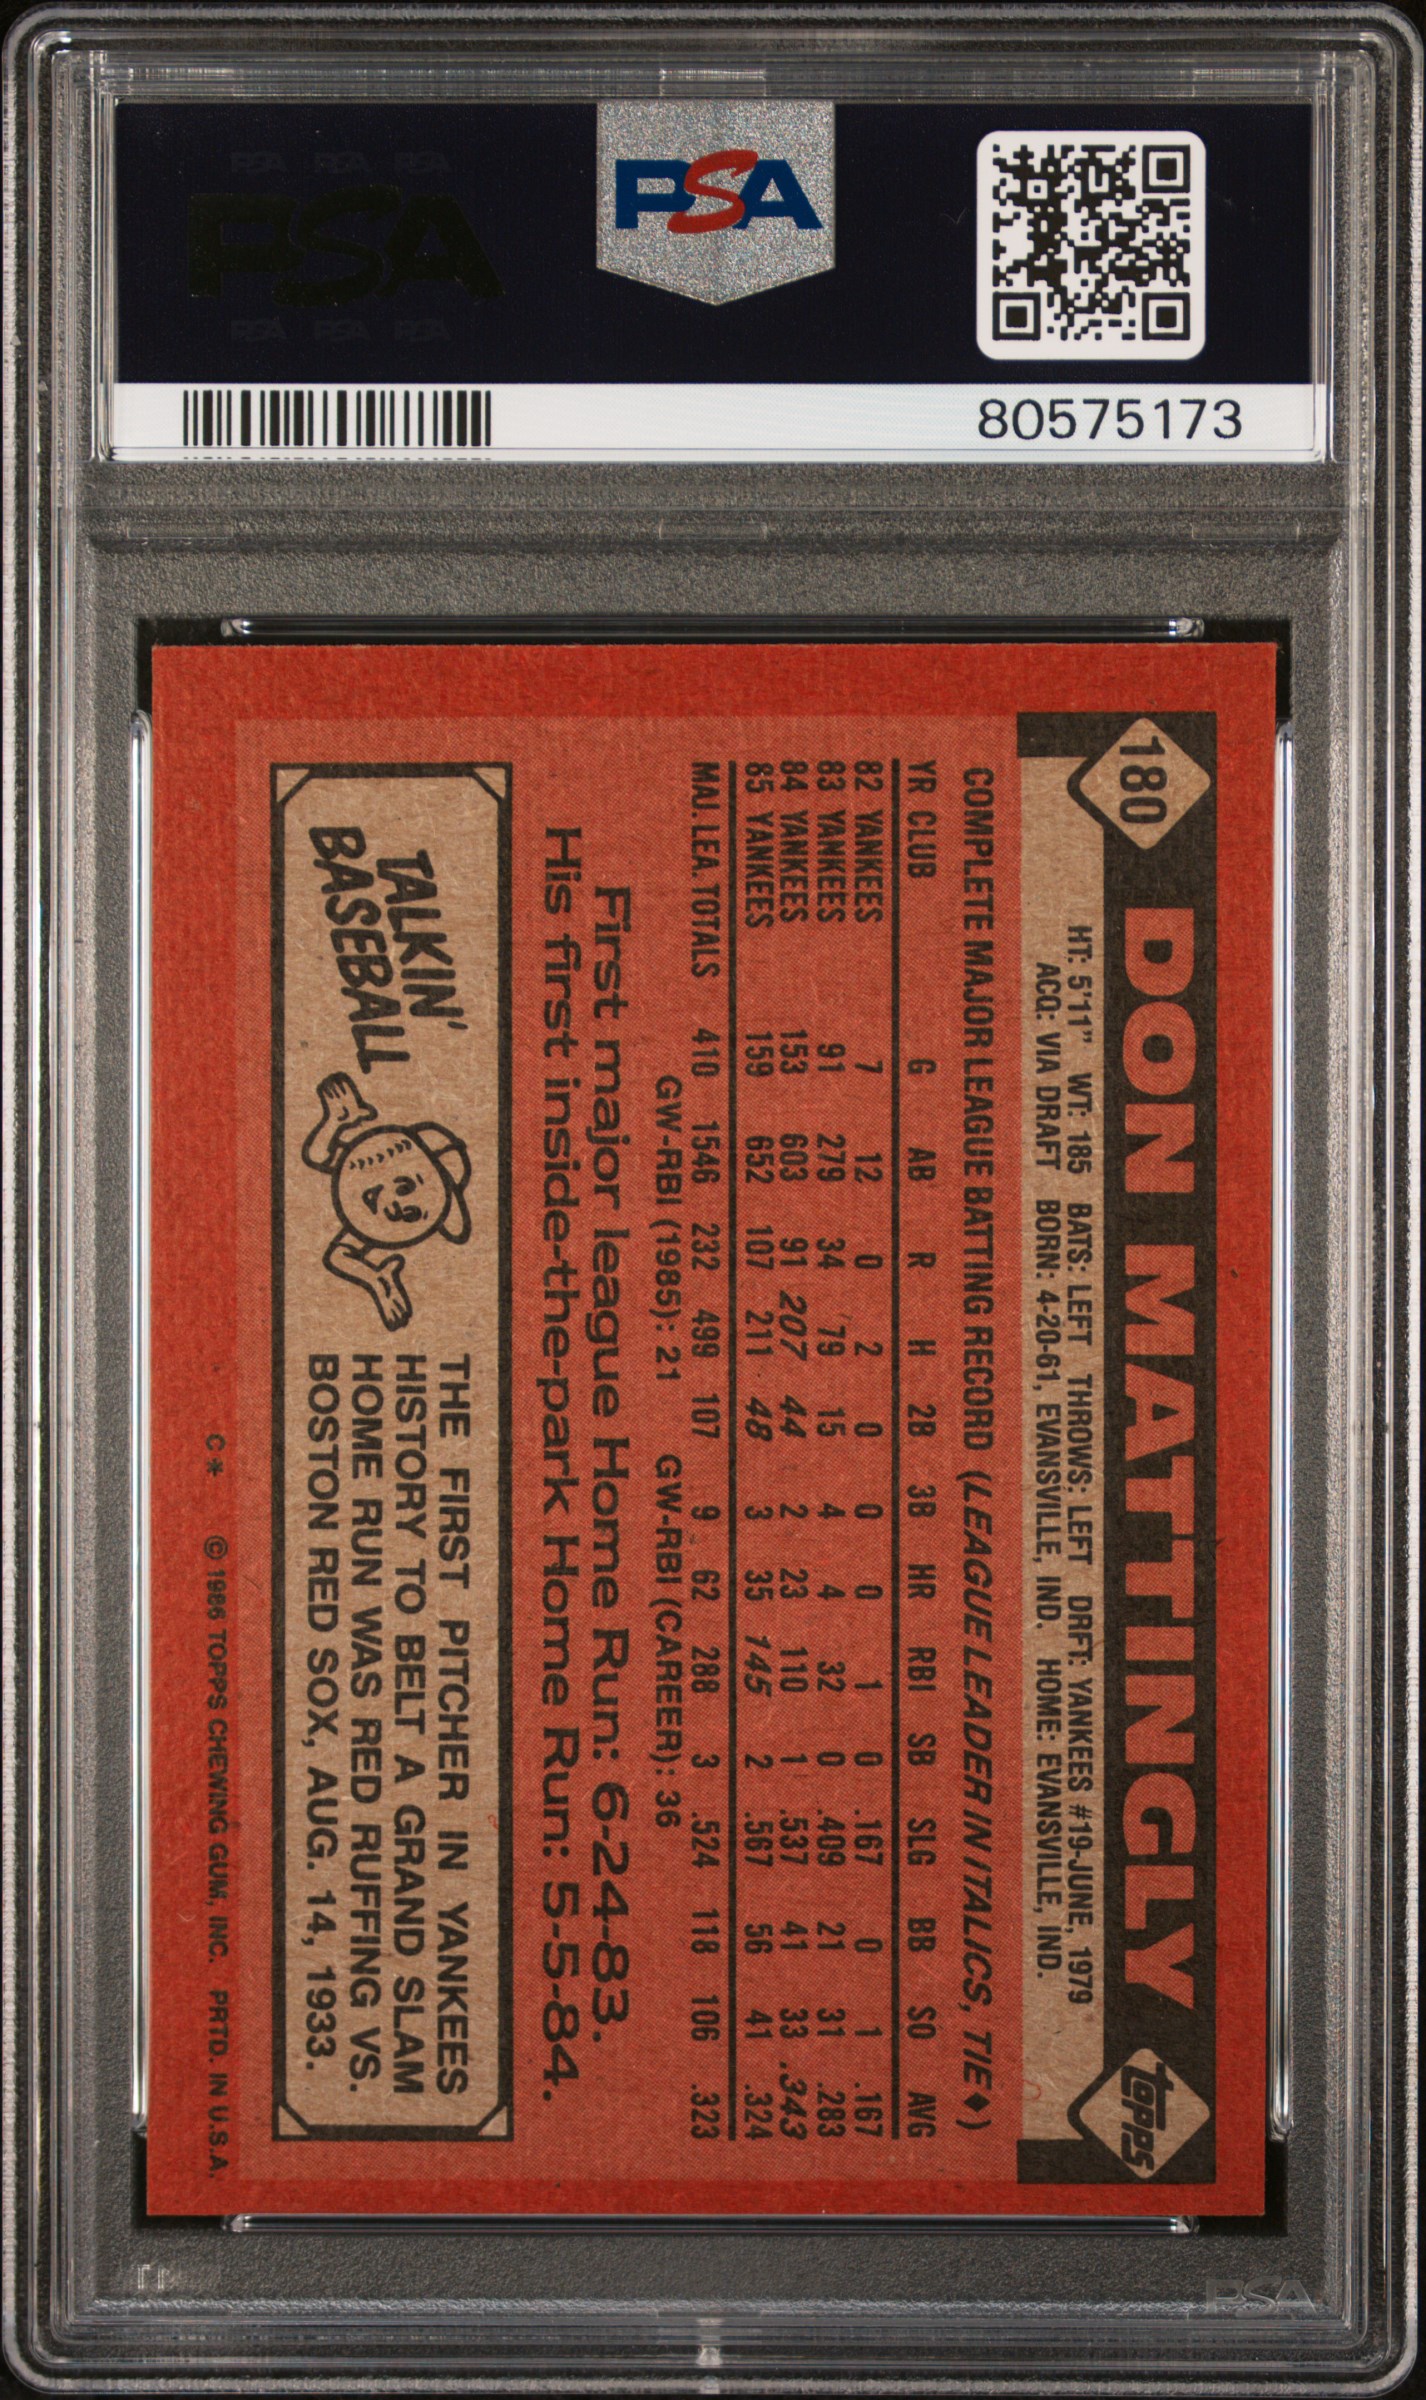 PSA PSA PSA
PSA
PSA PSA PSA
PSA
80575173
180 DON MATTINGLY topps
HT: 5'11" WT: 185 BATS: LEFT THROWS: LEFT DRFT: YANKEES #19-JUNE, 1979
ACQ: VIA DRAFT BORN: 4-20-61, EVANSVILLE, IND. HOME: EVANSVILLE, IND.
COMPLETE MAJOR LEAGUE BATTING RECORD (LEAGUE LEADER IN ITALICS, TIE♦)
YR CLUB G AB R H 2B 3B HR RBI SB SLG BB SO AVG
82 YANKEES 7 12 0 2 0 0 0 1 0 .167 0 1 .167
83 YANKEES 91 279 34 79 15 4 4 32 0 .409 21 31 .283
84 YANKEES 153 603 91 207 44 2 23 110 1 .537 41 33 .343
85 YANKEES 159 652 107 211 48 3 35 145 2 .567 56 41 .324
MAJ. LEA. TOTALS 410 1546 232 499 107 9 62 288 3 .524 118 106 .323
GW-RBI (1985): 21 GW-RBI (CAREER): 36
First major league Home Run: 6-24-83.
His first inside-the-park Home Run: 5-5-84.
TALKIN'
BASEBALL
THE FIRST PITCHER IN YANKEES
HISTORY TO BELT A GRAND SLAM
HOME RUN WAS RED RUFFING VS.
BOSTON RED SOX, AUG. 14, 1933.
C * © 1986 TOPPS CHEWING GUM, INC. PRTD. IN U.S.A.
PSA